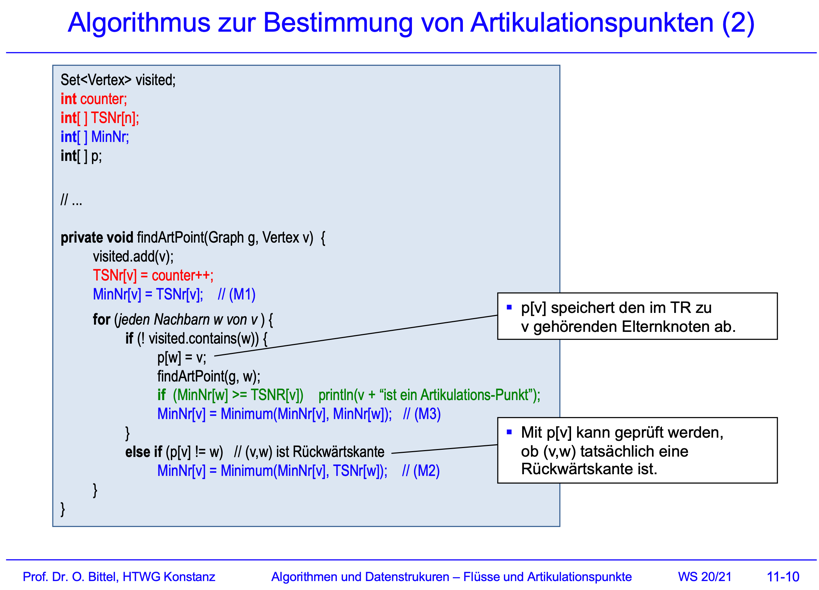 Algorithmus zur Bestimmung von Artikulationspunkten (2)
Set<Vertex> visited;
int counter;
int[ ] TSNr[n];
int[ ] MinNr;
int[ ] p;
// ...
private void findArtPoint(Graph g, Vertex v) {
visited.add(v);
TSNr[v] = counter++;
MinNr[v] = TSNr[v]; // (M1)
for (jeden Nachbarn w von v ) {
if (! visited.contains(w)) {
p[w] = v;
findArtPoint(g, w);
if (MinNr[w] >= TSNR[v]) println(v + “ist ein Artikulations-Punkt”);
MinNr[v] = Minimum(MinNr[v], MinNr[w]); // (M3)
}
else if (p[v] != w) // (v,w) ist Rückwärtskante
MinNr[v] = Minimum(MinNr[v], TSNr[w]); // (M2)
}
}
▪ p[v] speichert den im TR zu
v gehörenden Elternknoten ab.
▪ Mit p[v] kann geprüft werden,
ob (v,w) tatsächlich eine
Rückwärtskante ist.
Prof. Dr. O. Bittel, HTWG Konstanz
Algorithmen und Datenstrukuren – Flüsse und Artikulationspunkte
WS 20/21
11-10